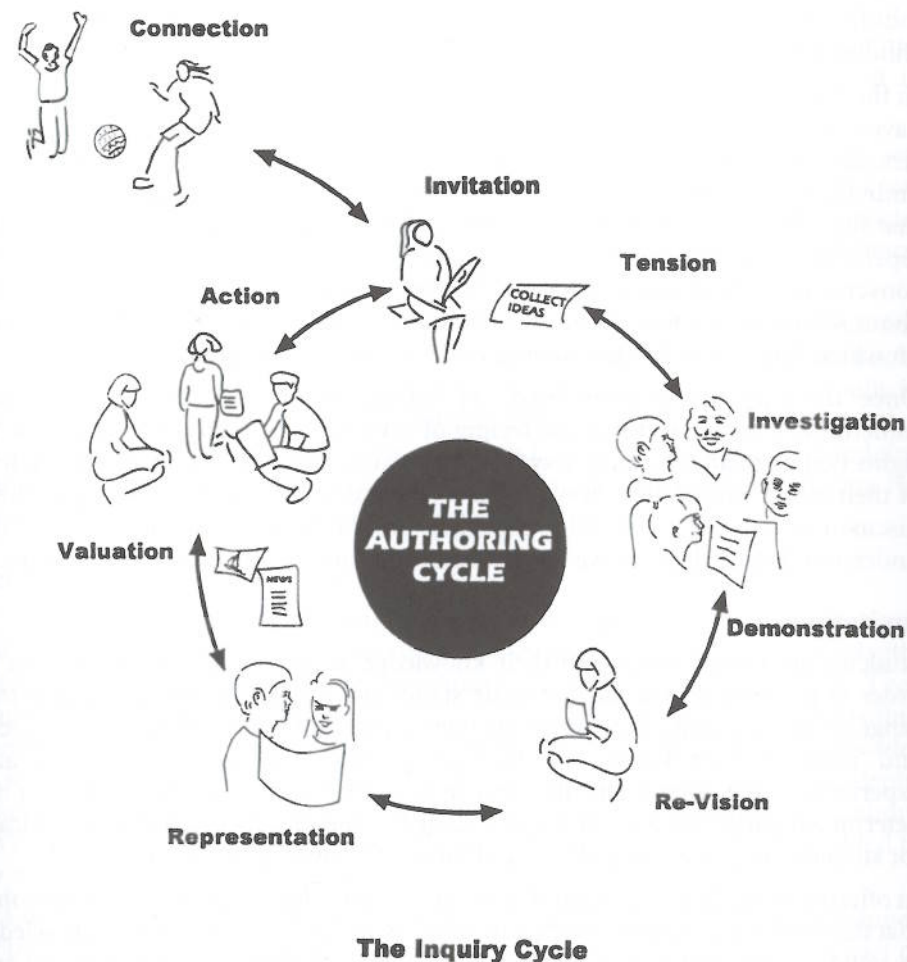 Connection
Invitation
Tension
COLLECT
IDEAS
Action
Investigation
THE
AUTHORING
CYCLE
Valuation
NEWS
Demonstration
Re-Vision
Representation
The Inquiry Cycle